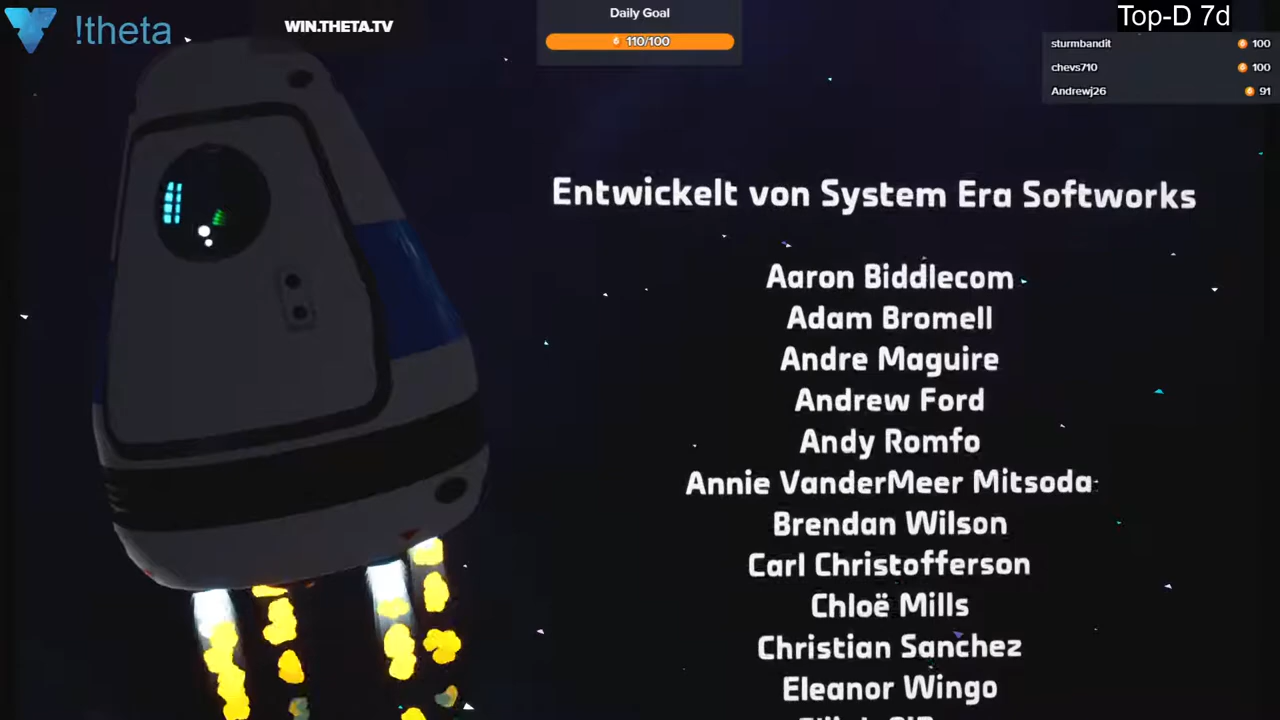 !theta
WIN.THETA.TV
Daily Goal
110/100
Top-D 7d
sturmbandit 100
chevs710 100
Andrewj26 91
Entwickelt von System Era Softworks
Aaron Biddlecom
Adam Bromell
Andre Maguire
Andrew Ford
Andy Romfo
Annie VanderMeer Mitsoda
Brendan Wilson
Carl Christofferson
Chloë Mills
Christian Sanchez
Eleanor Wingo